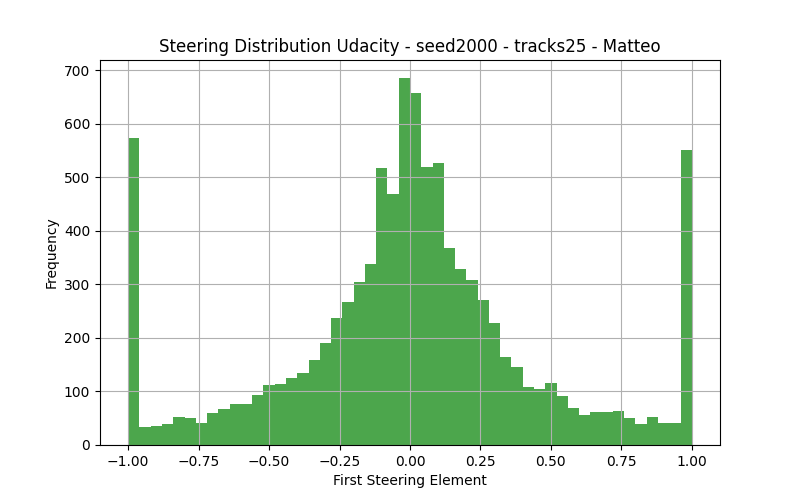 Steering Distribution Udacity - seed2000 - tracks25 - Matteo
700
600
500
400
300
200
100
0
Frequency
−1.00 −0.75 −0.50 −0.25 0.00 0.25 0.50 0.75 1.00
First Steering Element